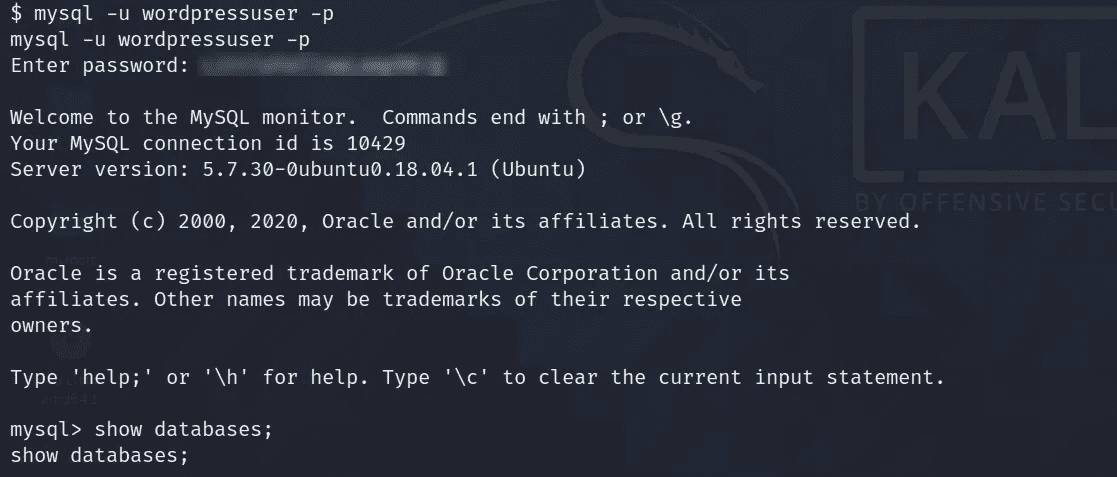 $ mysql -u wordpressuser -p
mysql -u wordpressuser -p
Enter password:
Welcome to the MySQL monitor.  Commands end with ; or \g.
Your MySQL connection id is 10429
Server version: 5.7.30-0ubuntu0.18.04.1 (Ubuntu)
Copyright (c) 2000, 2020, Oracle and/or its affiliates. All rights reserved.
Oracle is a registered trademark of Oracle Corporation and/or its
affiliates. Other names may be trademarks of their respective
owners.
Type 'help;' or '\h' for help. Type '\c' to clear the current input statement.
mysql> show databases;
show databases;
KAL
BY OFFENSIVE SECU